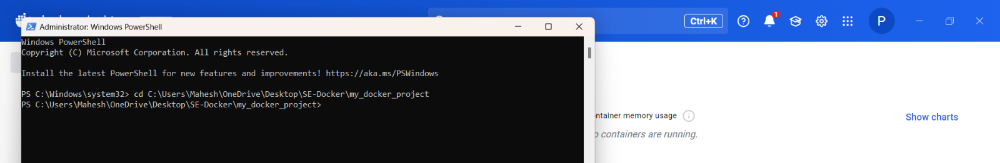 Ctrl+K
1
P
Administrator: Windows PowerShell
Windows PowerShell
Copyright (C) Microsoft Corporation. All rights reserved.
Install the latest PowerShell for new features and improvements! https://aka.ms/PSWindows
PS C:\Windows\system32> cd C:\Users\Mahesh\OneDrive\Desktop\SE-Docker\my_docker_project
PS C:\Users\Mahesh\OneDrive\Desktop\SE-Docker\my_docker_project>
ntainer memory usage
Show charts
containers are running.